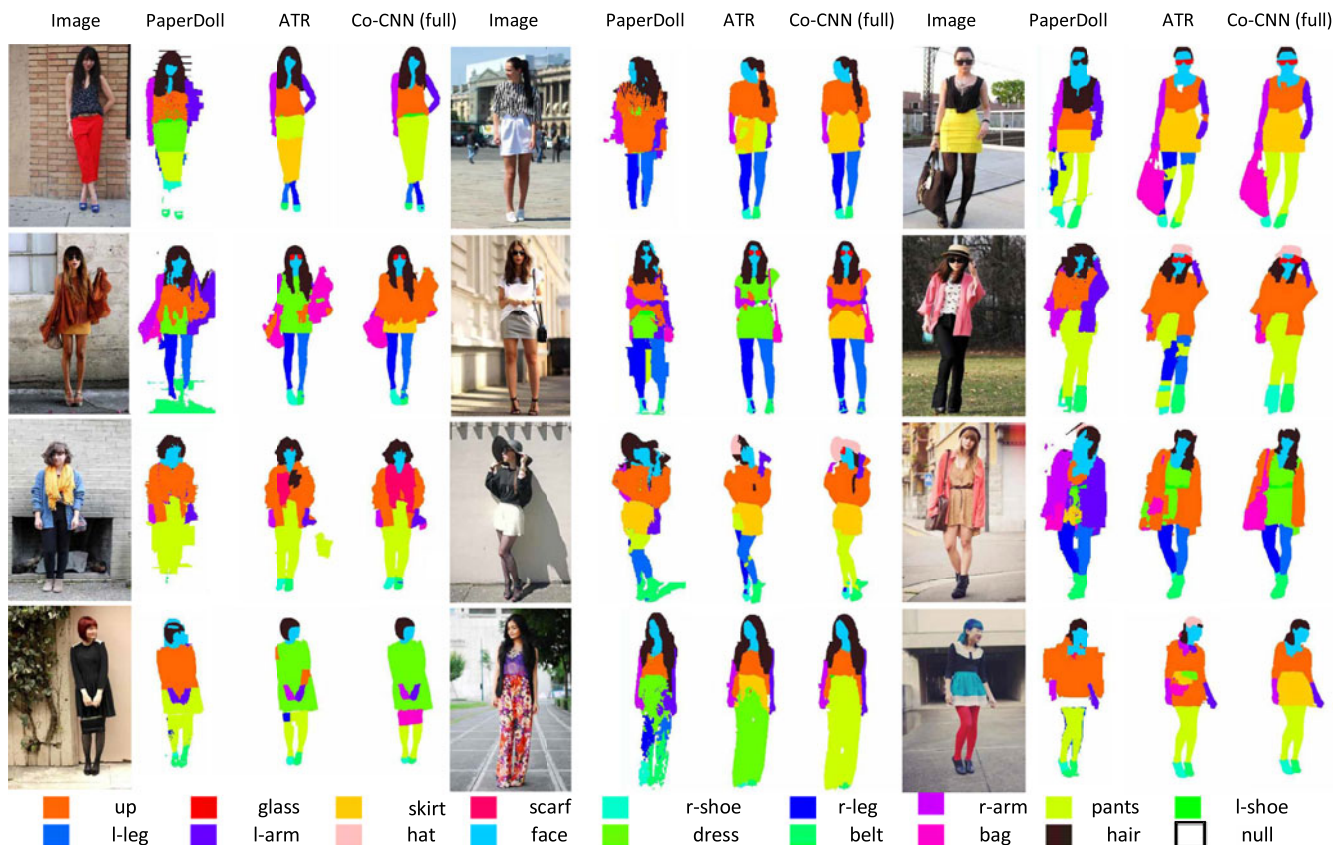 Image PaperDoll ATR Co-CNN (full) Image PaperDoll ATR Co-CNN (full) Image PaperDoll ATR Co-CNN (full)
up glass skirt scarf r-shoe r-leg r-arm pants l-shoe
l-leg l-arm hat face dress belt bag hair null